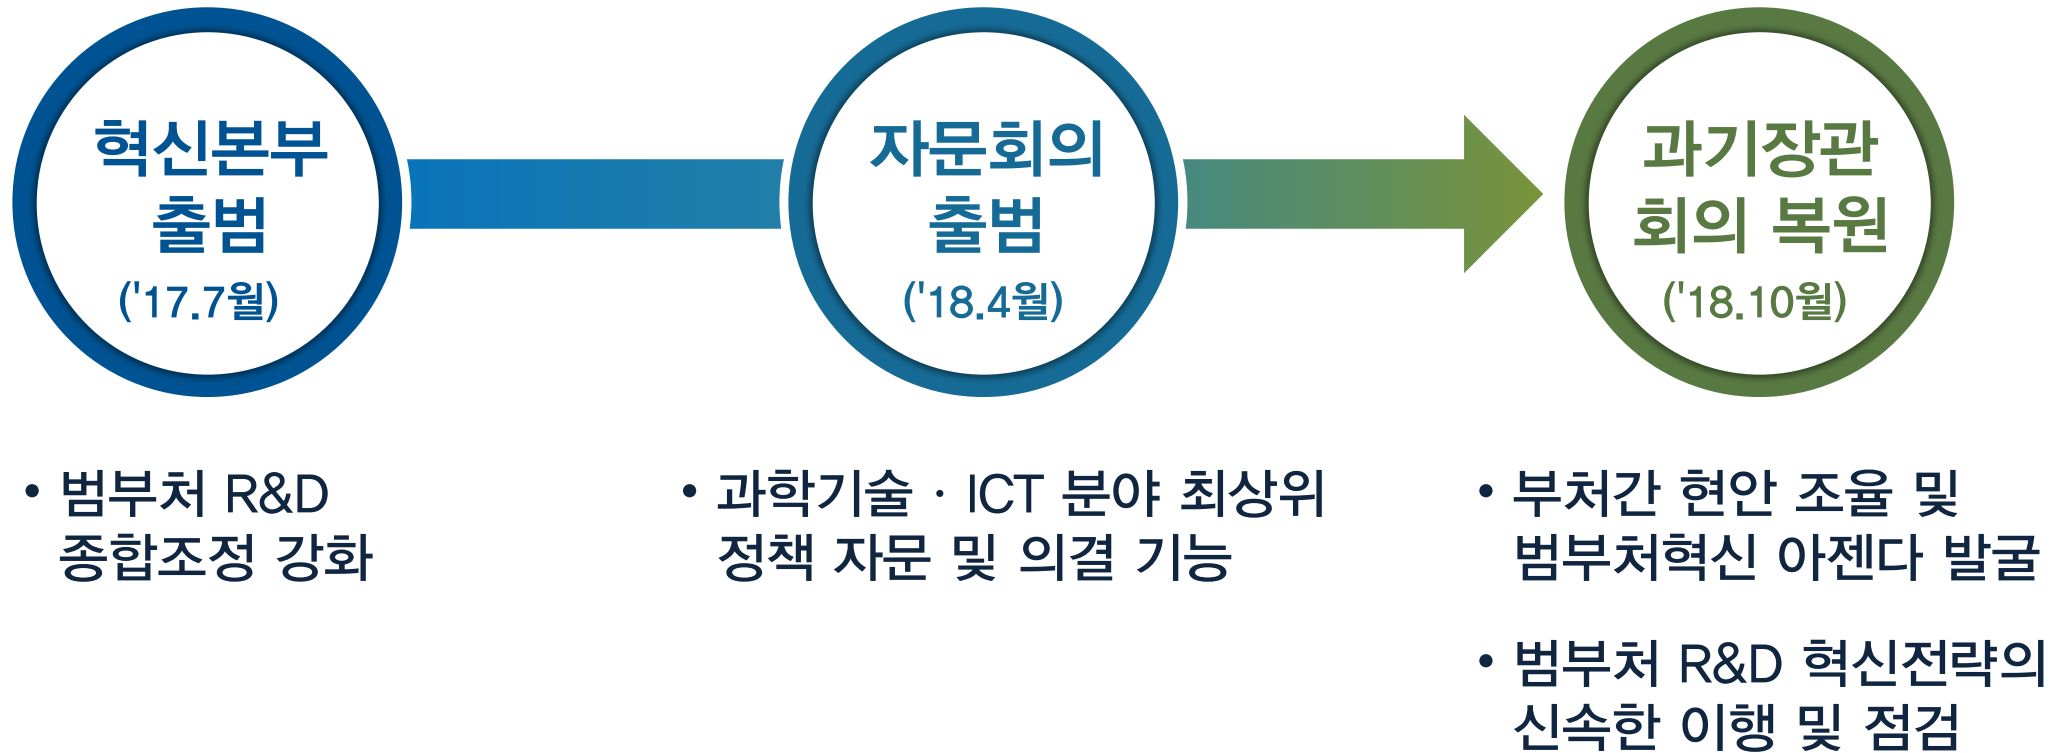 혁신본부
출범
('17.7월)
자문회의
출범
('18.4월)
과기장관
회의 복원
('18.10월)
• 범부처 R&D
종합조정 강화
• 과학기술 · ICT 분야 최상위
정책 자문 및 의결 기능
• 부처간 현안 조율 및
범부처혁신 아젠다 발굴
• 범부처 R&D 혁신전략의
신속한 이행 및 점검